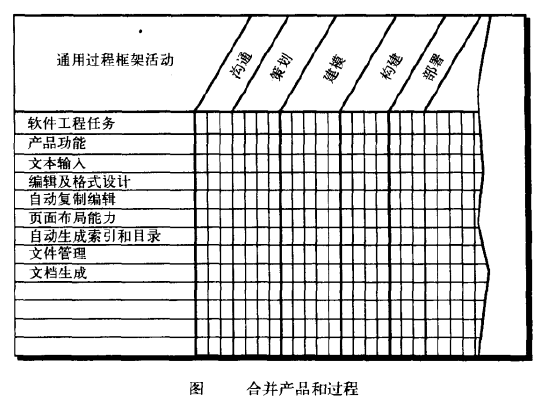 通用过程框架活动
沟通
策划
建模
构建
部署
软件工程任务
产品功能
文本输入
编辑及格式设计
自动复制编辑
页面布局能力
自动生成索引和目录
文件管理
文档生成
图 合并产品和过程